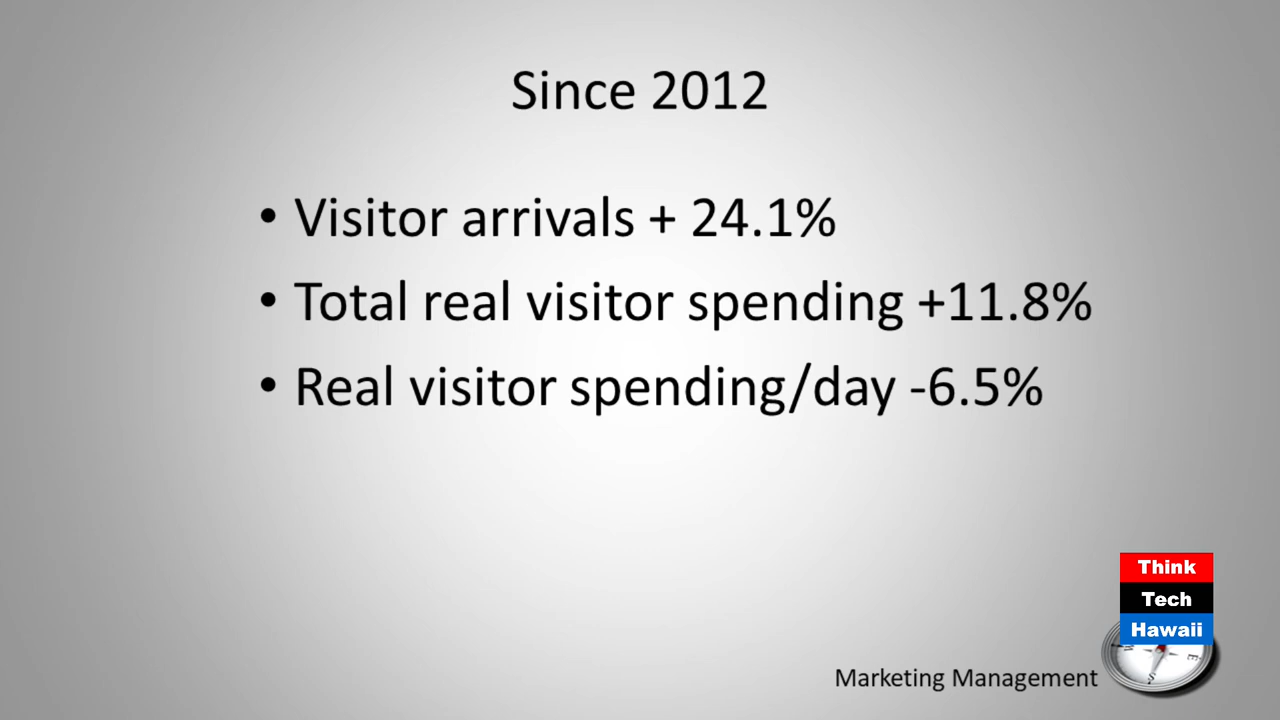 Since 2012
• Visitor arrivals + 24.1%
• Total real visitor spending +11.8%
• Real visitor spending/day -6.5%
Think
Tech
Hawaii
Marketing Management